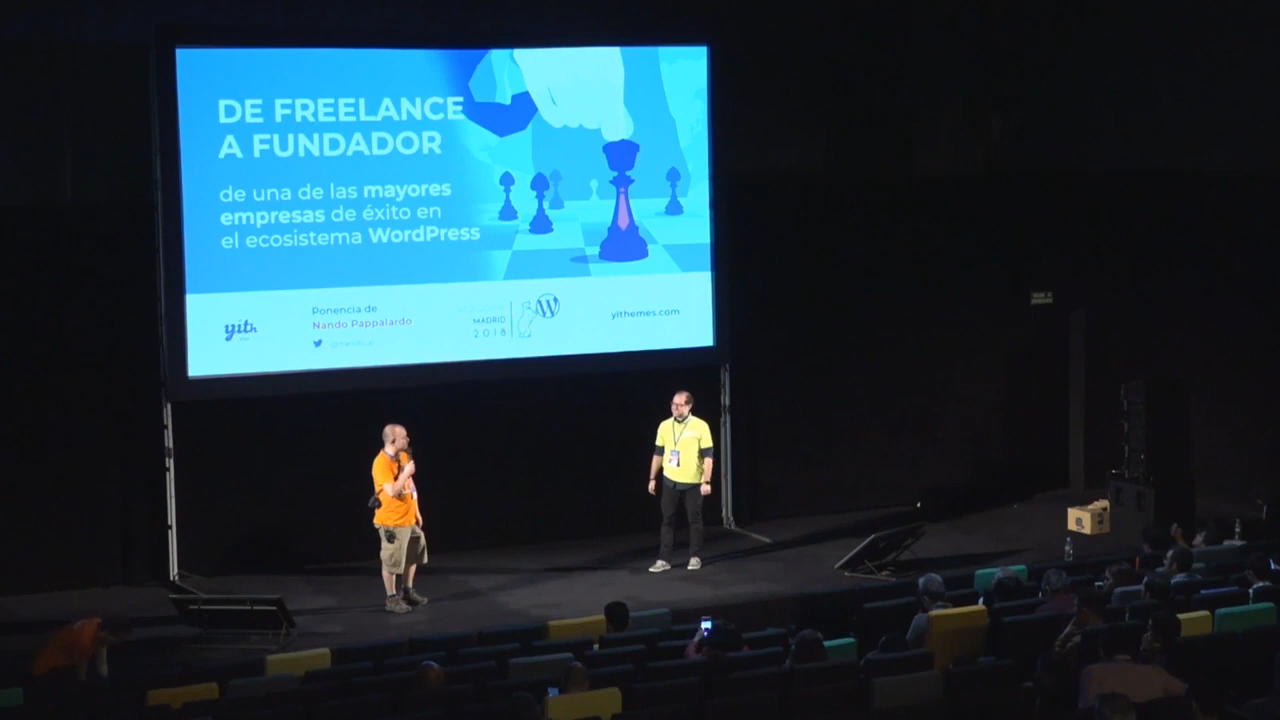 DE FREELANCE
A FUNDADOR
de una de las mayores
empresas de éxito en
el ecosistema WordPress
yith
Ponencia de
Nando Pappalardo
MADRID
2018
W
yithemes.com